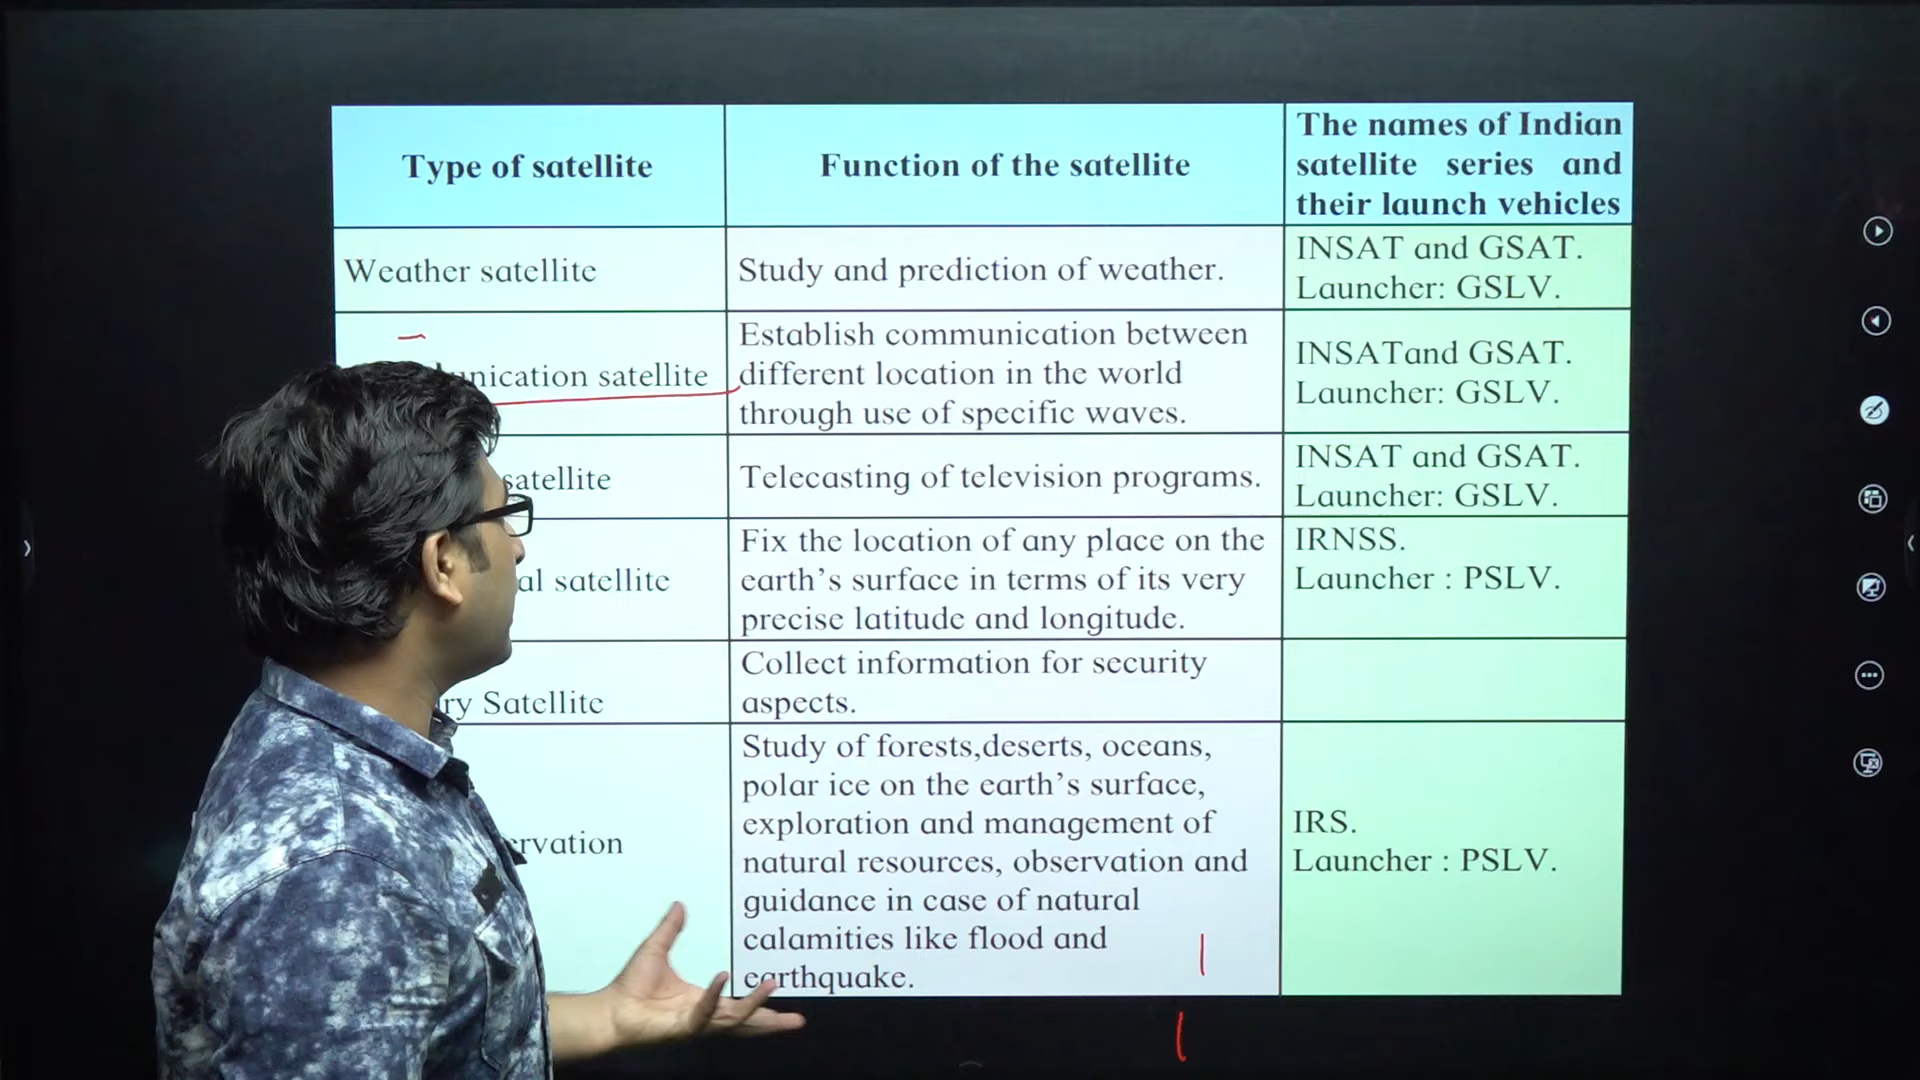 Type of satellite
Function of the satellite
The names of Indian
satellite series and
their launch vehicles
Weather satellite
Study and prediction of weather.
INSAT and GSAT.
Launcher: GSLV.
satellite
Establish communication between
different location in the world
through use of specific waves.
INSATand GSAT.
Launcher: GSLV.
satellite
Telecasting of television programs.
INSAT and GSAT.
Launcher: GSLV.
satellite
Fix the location of any place on the
earth’s surface in terms of its very
precise latitude and longitude.
IRNSS.
Launcher : PSLV.
Satellite
Collect information for security
aspects.
Study of forests,deserts, oceans,
polar ice on the earth’s surface,
exploration and management of
natural resources, observation and
guidance in case of natural
calamities like flood and
earthquake.
IRS.
Launcher : PSLV.